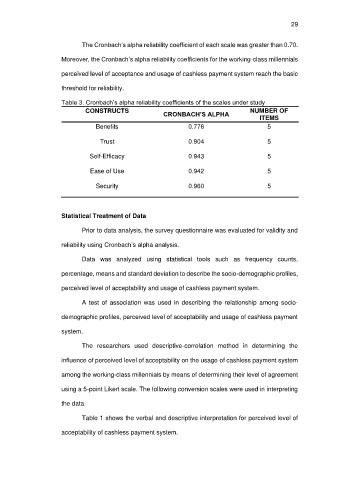 29
The Cronbach's alpha reliability coefficient of each scale was greater than 0.70.
Moreover, the Cronbach's alpha reliability coefficients for the working-class millennials
perceived level of acceptance and usage of cashless payment system reach the basic
threshold for reliability.
Table 3. Cronbach's alpha reliability coefficients of the scales under study
CONSTRUCTS CRONBACH'S ALPHA NUMBER OF
ITEMS
Benefits 0.776 5
Trust 0.904 5
Self-Efficacy 0.943 5
Ease of Use 0.942 5
Security 0.960 5
Statistical Treatment of Data
Prior to data analysis, the survey questionnaire was evaluated for validity and
reliability using Cronbach's alpha analysis.
Data was analyzed using statistical tools such as frequency counts,
percentage, means and standard deviation to describe the socio-demographic profiles,
perceived level of acceptability and usage of cashless payment system.
A test of association was used in describing the relationship among socio-
demographic profiles, perceived level of acceptability and usage of cashless payment
system.
The researchers used descriptive-correlation method in determining the
influence of perceived level of acceptability on the usage of cashless payment system
among the working-class millennials by means of determining their level of agreement
using a 5-point Likert scale. The following conversion scales were used in interpreting
the data.
Table 1 shows the verbal and descriptive interpretation for perceived level of
acceptability of cashless payment system.